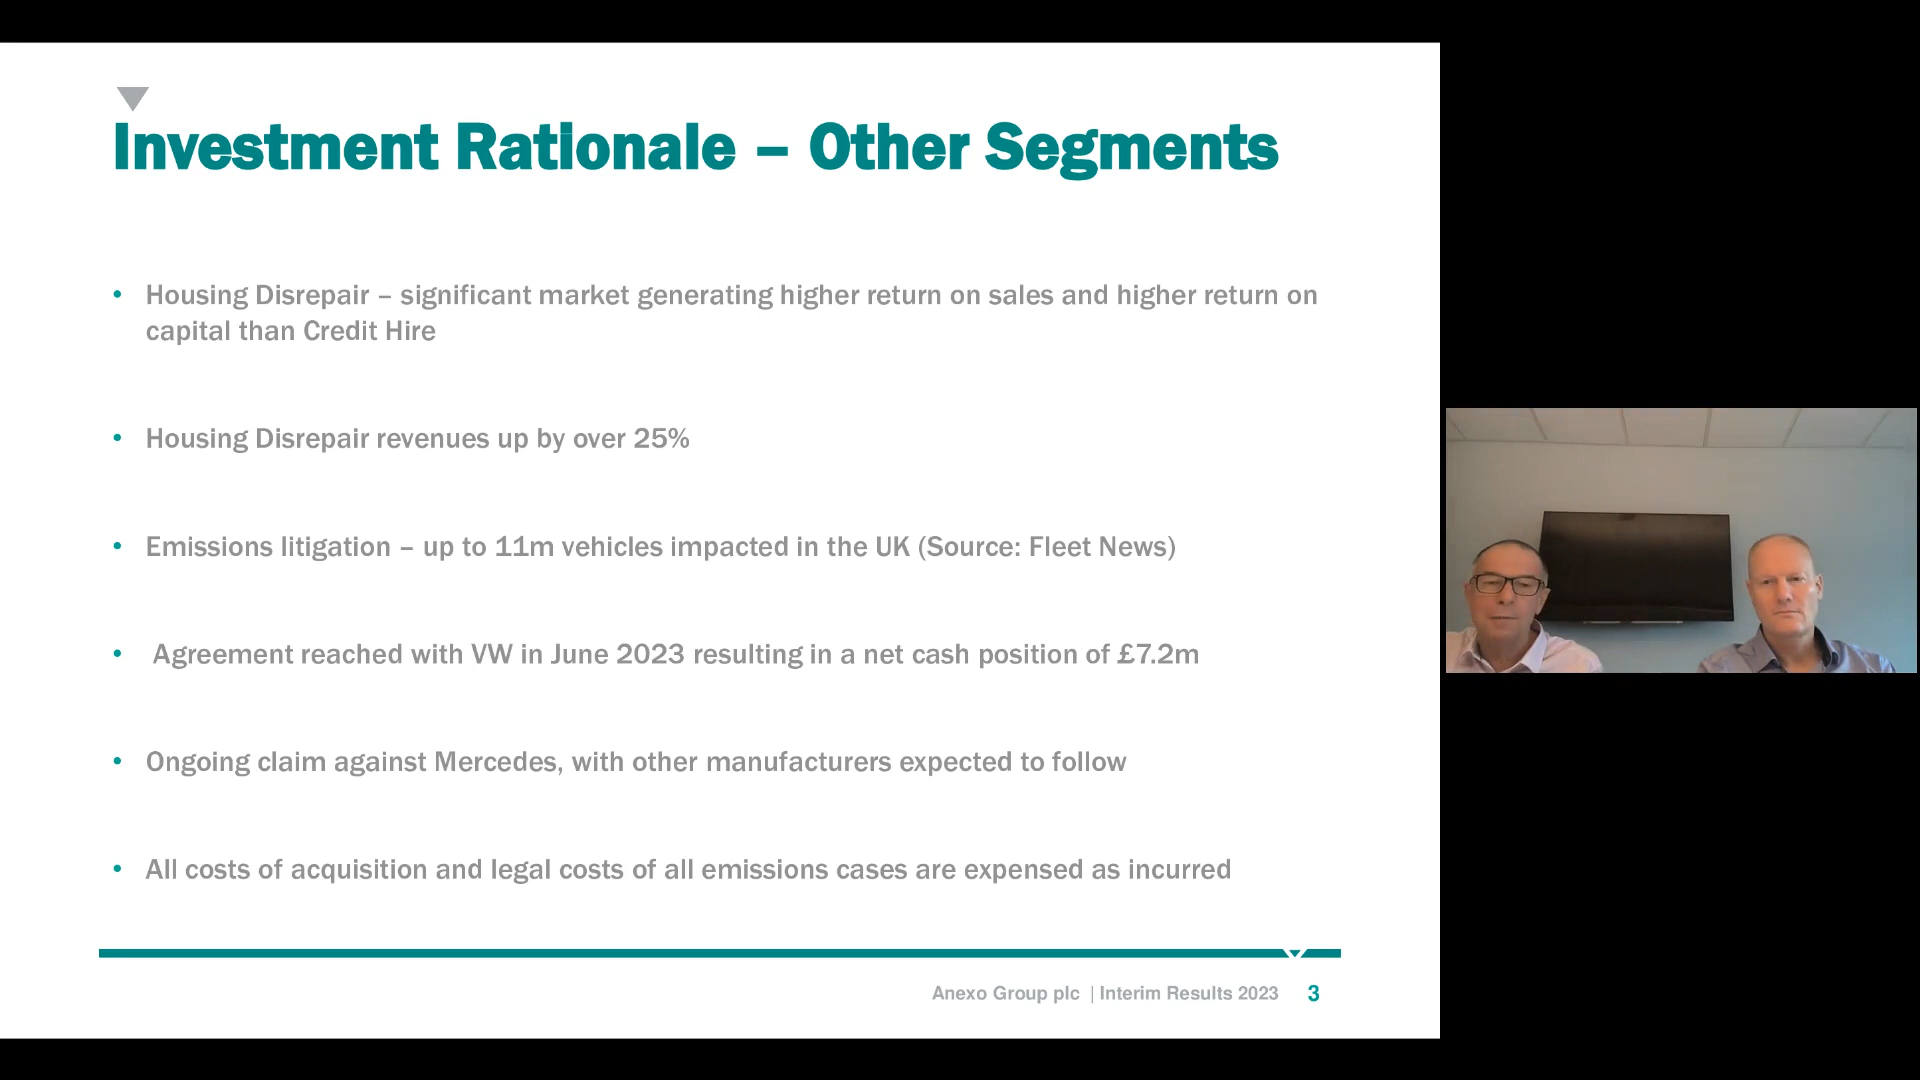 Investment Rationale – Other Segments
• Housing Disrepair – significant market generating higher return on sales and higher return on
capital than Credit Hire
• Housing Disrepair revenues up by over 25%
• Emissions litigation – up to 11m vehicles impacted in the UK (Source: Fleet News)
• Agreement reached with VW in June 2023 resulting in a net cash position of £7.2m
• Ongoing claim against Mercedes, with other manufacturers expected to follow
• All costs of acquisition and legal costs of all emissions cases are expensed as incurred
Anexo Group plc | Interim Results 2023 3